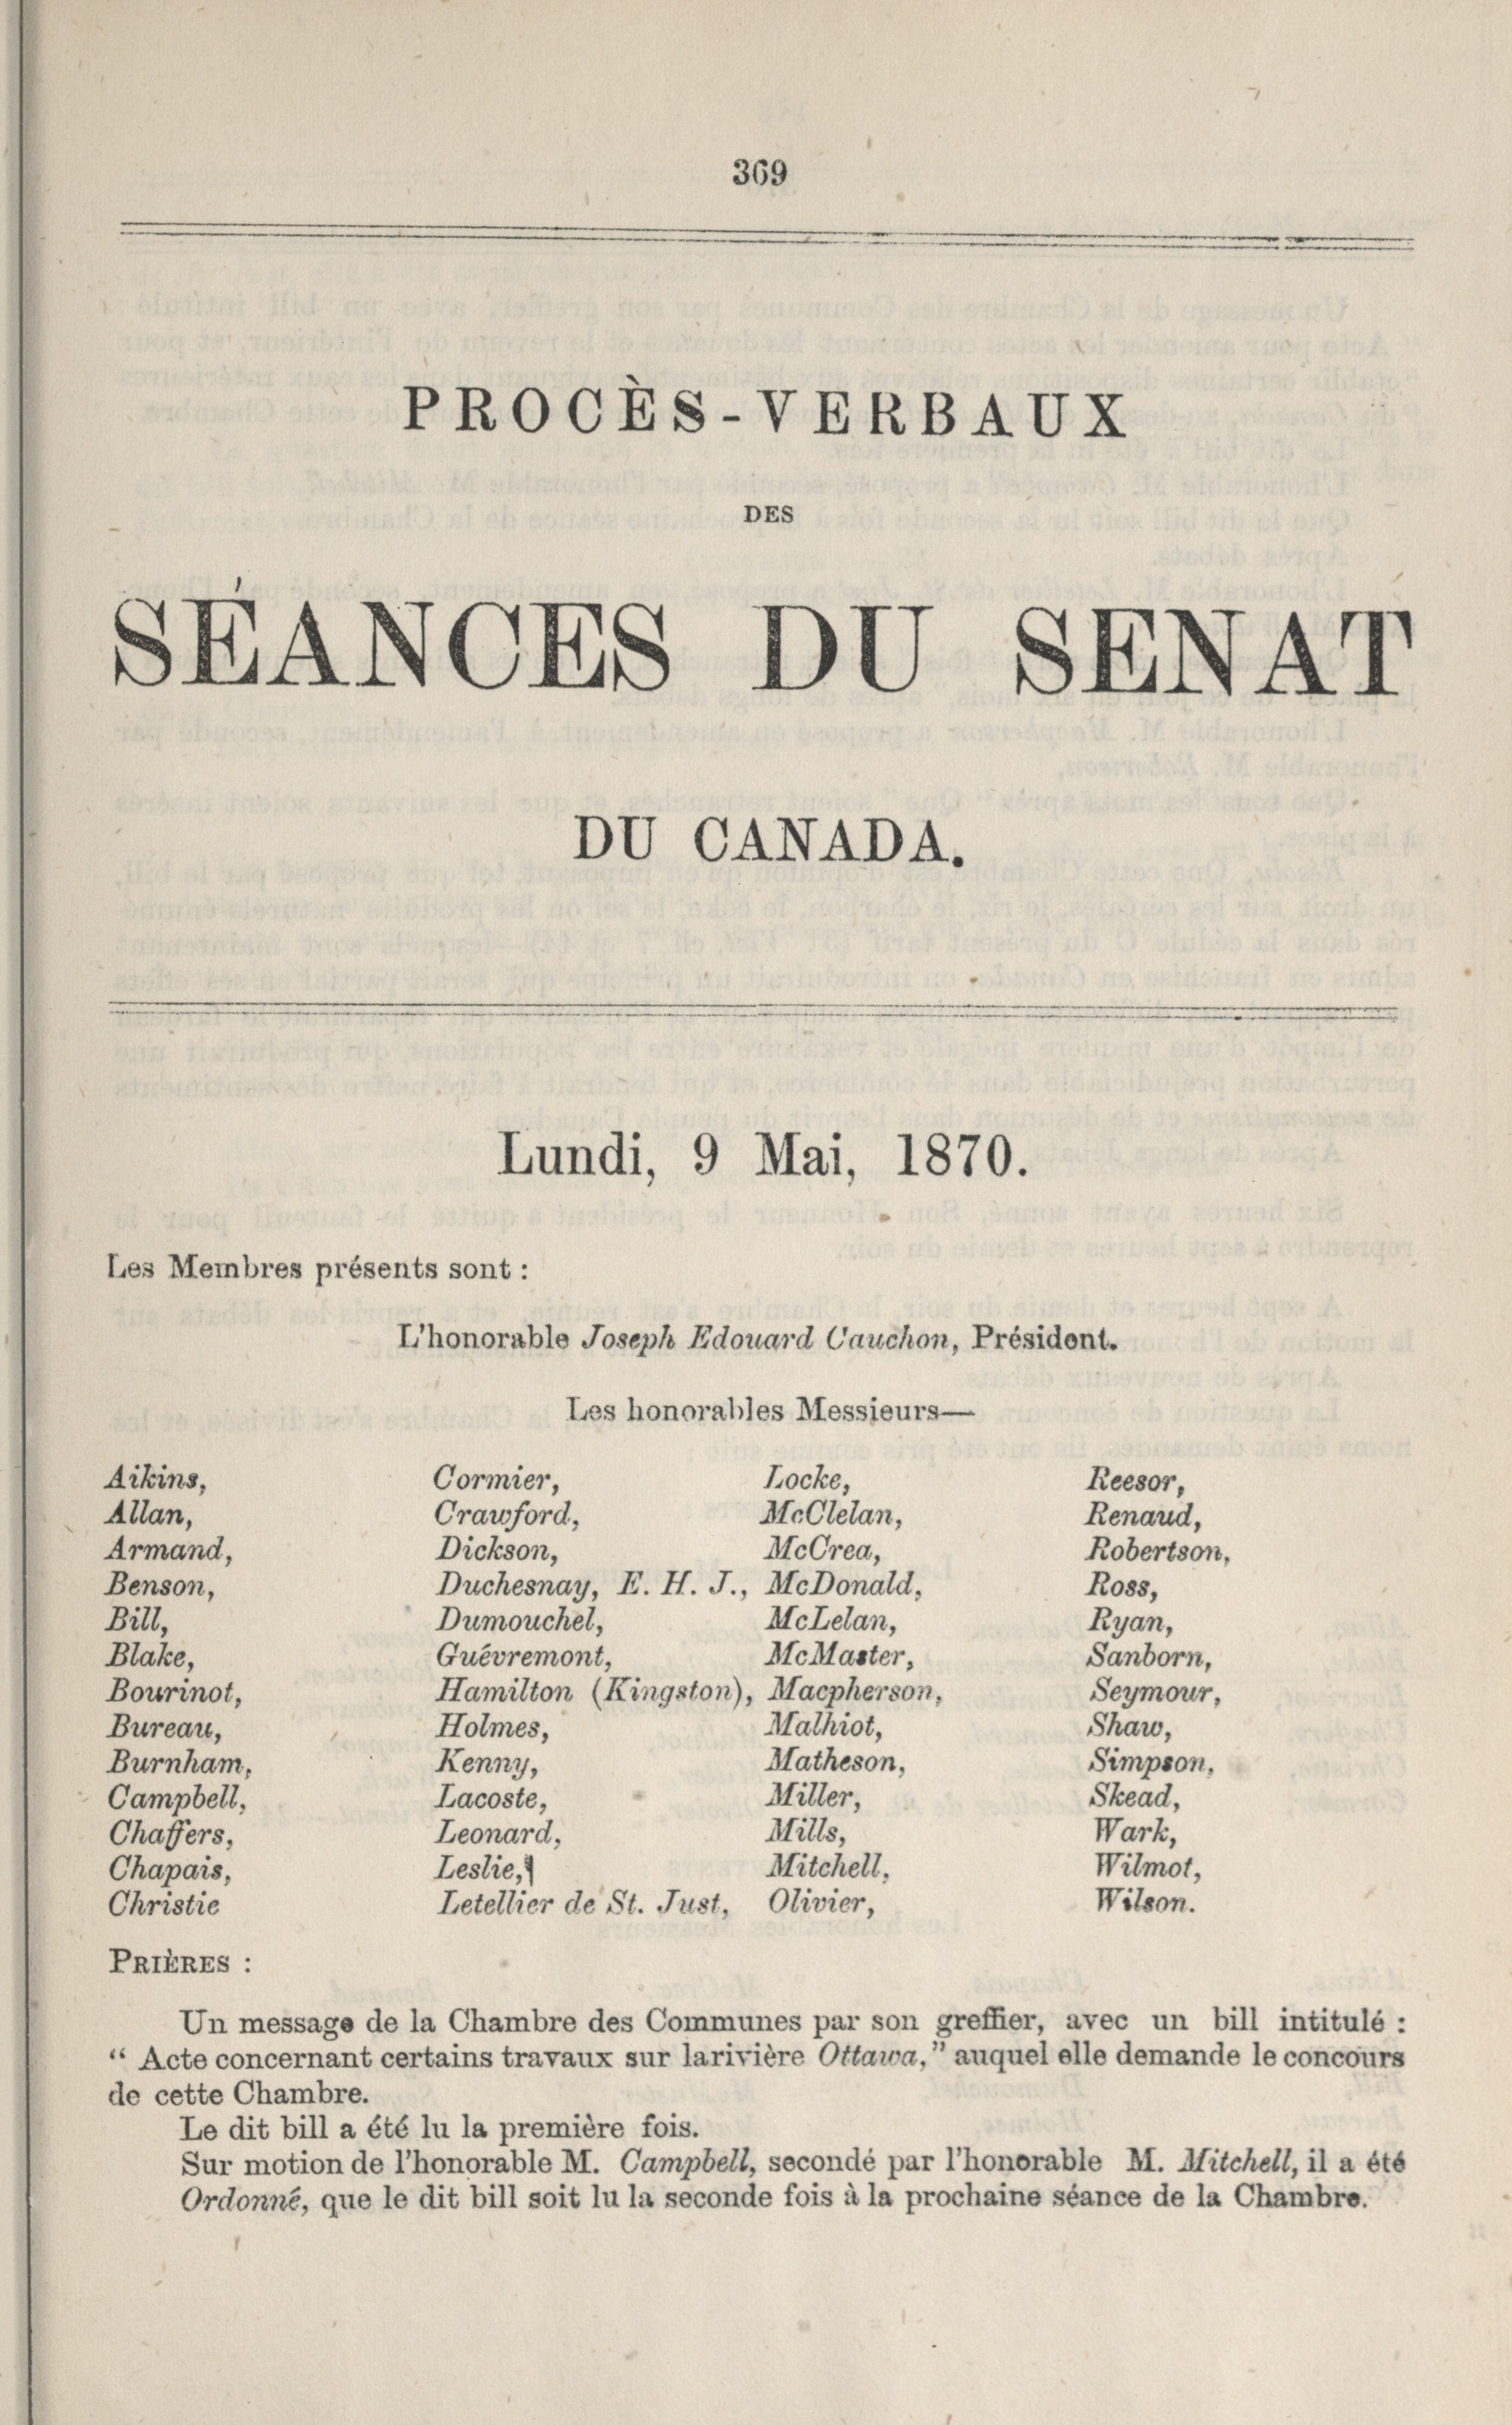 369
PROCÈS-VERBAUX
DES
SÉANCES DU SENAT
DU CANADA.
Lundi, 9 Mai, 1870.
Les Membres présents sont :
L'honorable Joseph Edouard Cauchon, Président.
Les honorables Messieurs—
Aikins,
Allan,
Armand,
Benson,
Bill,
Blake,
Bourinot,
Bureau,
Burnham,
Campbell,
Chaffers,
Chapais,
Christie
Cormier,
Crawford,
Dickson,
Duchesnay, E. H. J.,
Dumouchel,
Guévremont,
Hamilton (Kingston),
Holmes,
Kenny,
Lacoste,
Leonard,
Leslie,
Letellier de St. Just,
Locke,
McClelan,
McCrea,
McDonald,
McLelan,
McMaster,
Macpherson,
Malhiot,
Matheson,
Miller,
Mills,
Mitchell,
Olivier,
Reesor,
Renaud,
Robertson,
Ross,
Ryan,
Sanborn,
Seymour,
Shaw,
Simpson,
Skead,
Wark,
Wilmot,
Wilson.
PRIÈRES :
Un message de la Chambre des Communes par son greffier, avec un bill intitulé :
“ Acte concernant certains travaux sur larivière Ottawa,” auquel elle demande le concours
de cette Chambre.
Le dit bill a été lu la première fois.
Sur motion de l'honorable M. Campbell, secondé par l'honorable M. Mitchell, il a été
Ordonné, que le dit bill soit lu la seconde fois à la prochaine séance de la Chambre.